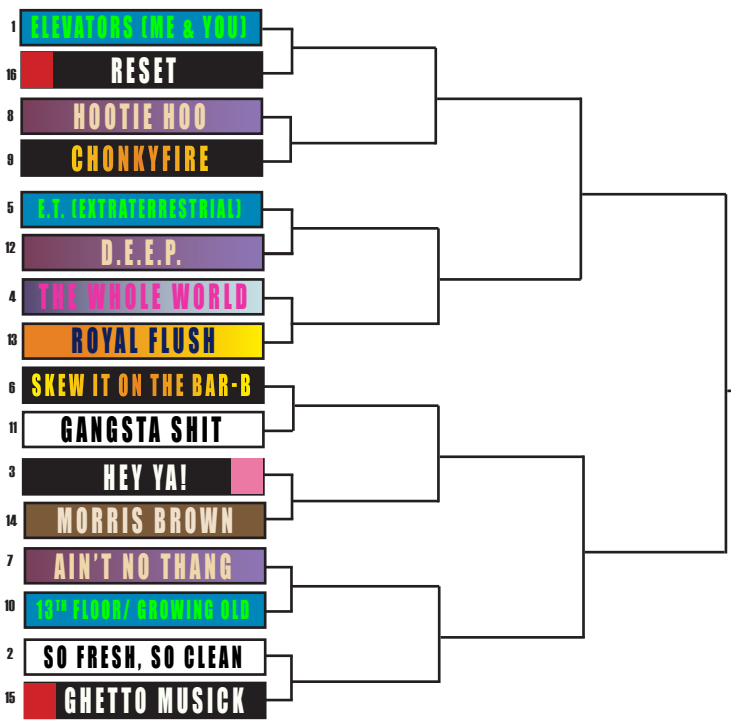 1 ELEVATORS (ME & YOU)
16 RESET
8 HOOTIE HOO
9 CHONKYFIRE
5 E.T. (EXTRATERRESTRIAL)
12 D.E.E.P.
4 THE WHOLE WORLD
13 ROYAL FLUSH
6 SKEW IT ON THE BAR-B
11 GANGSTA SHIT
3 HEY YA!
14 MORRIS BROWN
7 AIN'T NO THANG
10 13TH FLOOR/ GROWING OLD
2 SO FRESH, SO CLEAN
15 GHETTO MUSICK